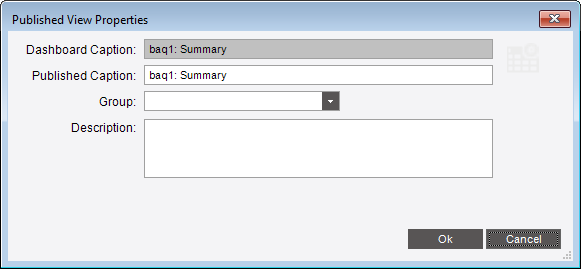 Published View Properties
Dashboard Caption: baq1: Summary
Published Caption: baq1: Summary
Group:
Description:
Ok Cancel